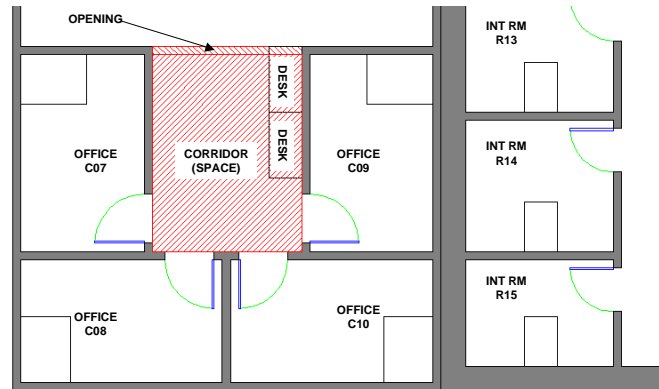 OPENING
INT RM
R13
DESK
DESK
OFFICE
C07
CORRIDOR
(SPACE)
OFFICE
C09
INT RM
R14
INT RM
R15
OFFICE
C08
OFFICE
C10